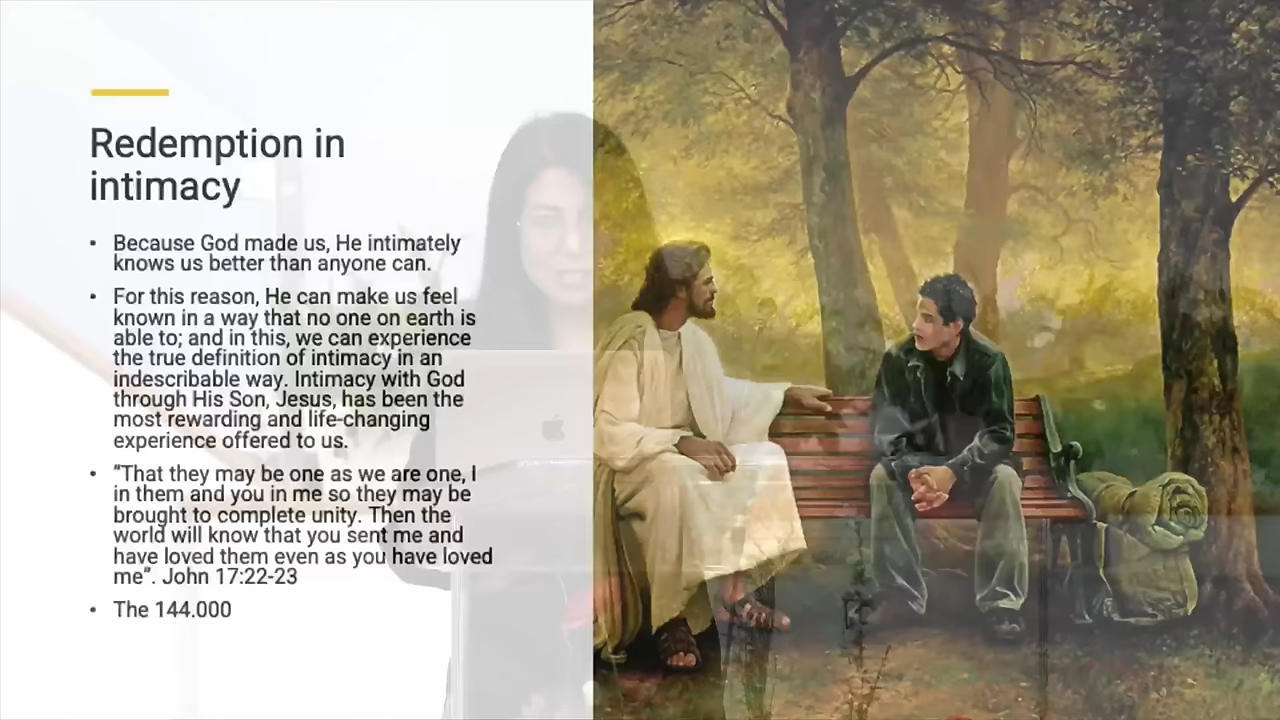 Redemption in
intimacy
• Because God made us, He intimately
knows us better than anyone can.
• For this reason, He can make us feel
known in a way that no one on earth is
able to; and in this, we can experience
the true definition of intimacy in an
indescribable way. Intimacy with God
through His Son, Jesus, has been the
most rewarding and life-changing
experience offered to us.
• “That they may be one as we are one, I
in them and you in me so they may be
brought to complete unity. Then the
world will know that you sent me and
have loved them even as you have loved
me”. John 17:22-23
• The 144.000